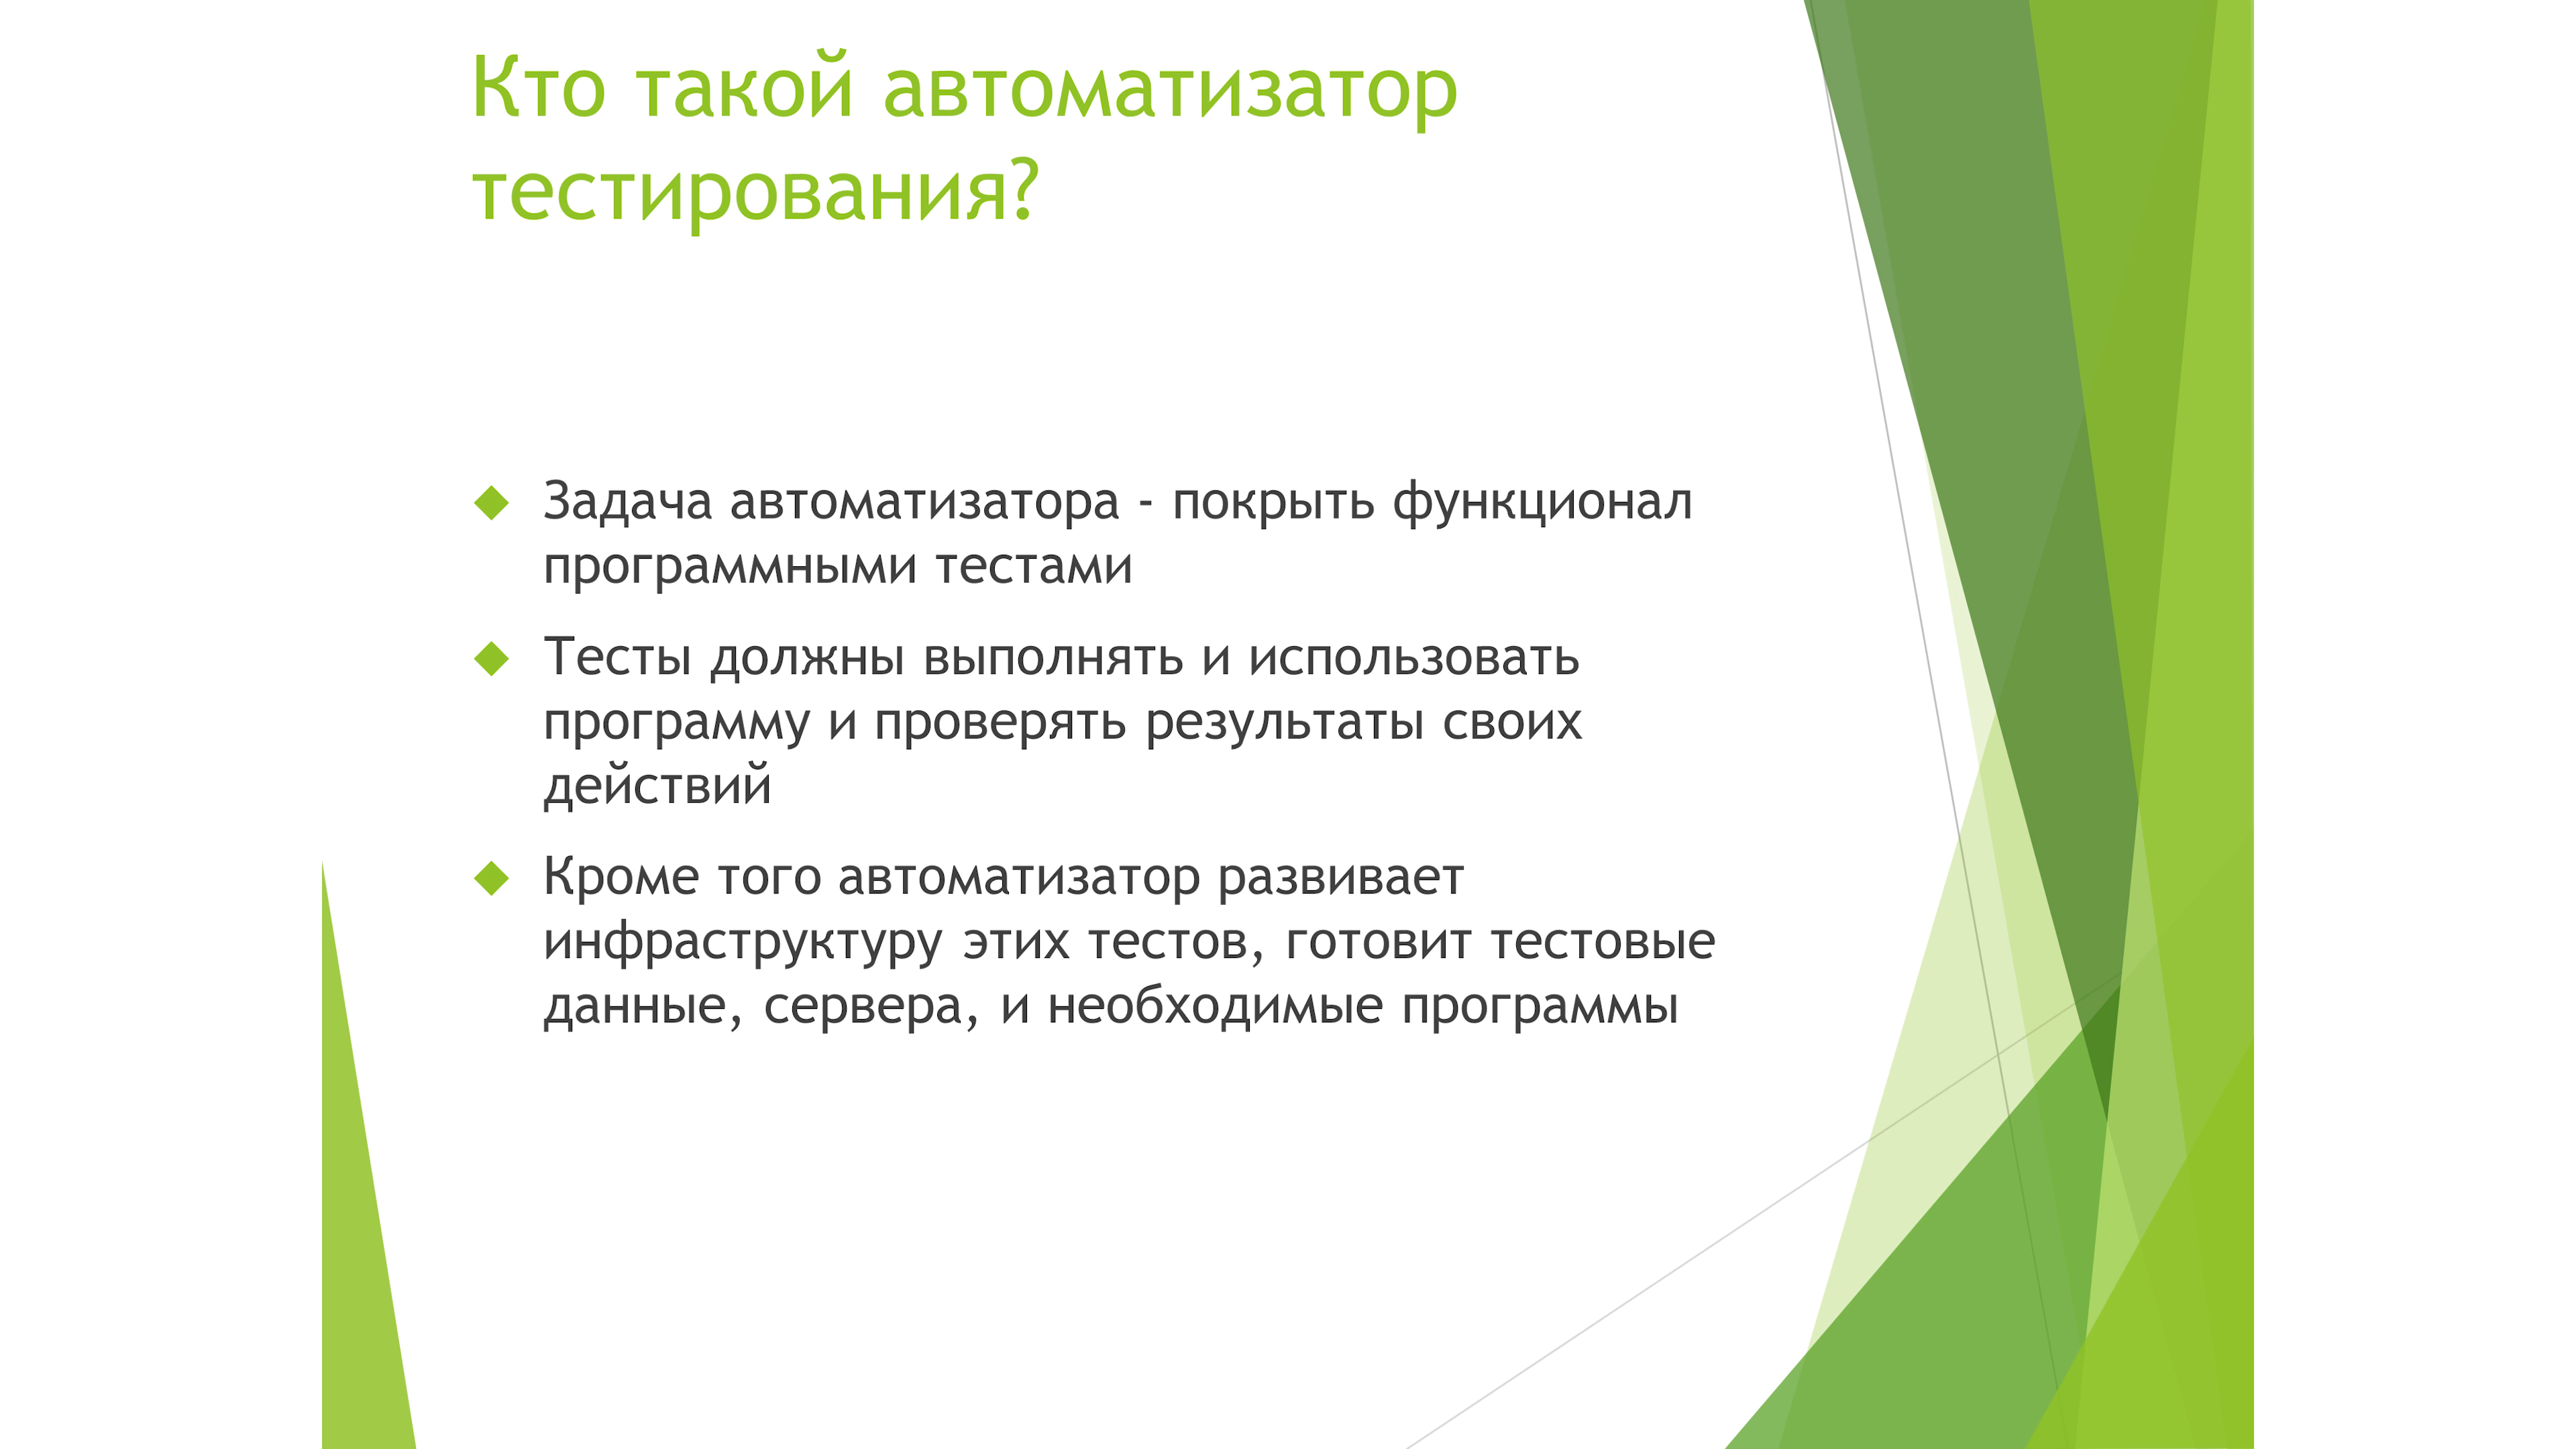 Кто такой автоматизатор
тестирования?
Задача автоматизатора - покрыть функционал
программными тестами
Тесты должны выполнять и использовать
программу и проверять результаты своих
действий
Кроме того автоматизатор развивает
инфраструктуру этих тестов, готовит тестовые
данные, сервера, и необходимые программы